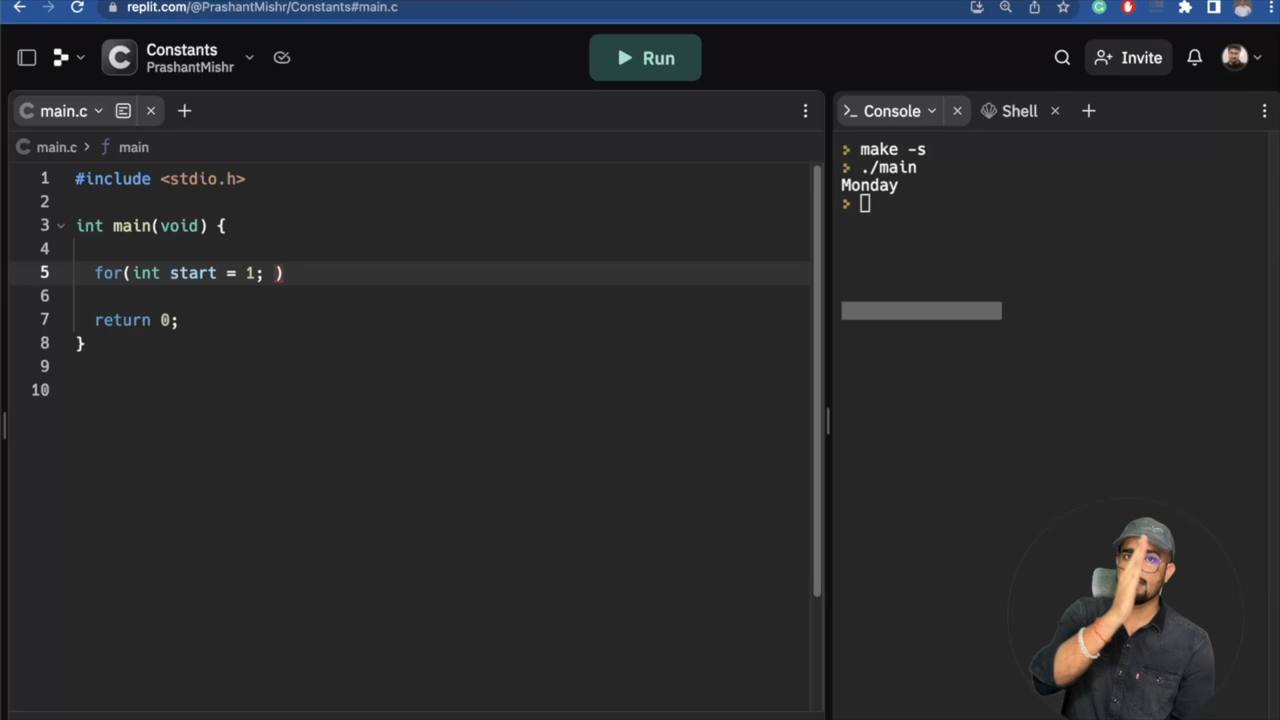 replit.com/@PrashantMishr/Constants#main.c
Constants
PrashantMishr
Run
Invite
main.c
Console
Shell
main.c > f main
make -s
./main
Monday
1 #include <stdio.h>
2
3 int main(void) {
4
5 for(int start = 1; )
6
7 return 0;
8 }
9
10